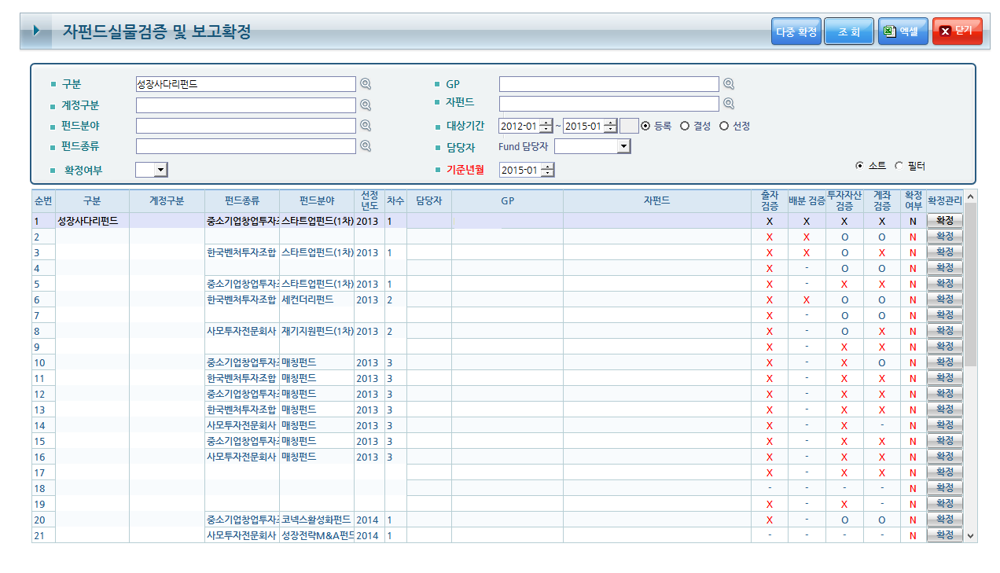 자펀드실물검증 및 보고확정
다중 확정 조 회 엑셀 닫기
구분 성장사다리펀드 GP
계정구분 자펀드
펀드분야 대상기간 2012-01 ~ 2015-01 등록 결성 선정
펀드종류 담당자 Fund 담당자
확정여부 기준년월 2015-01 소트 필터
순번 구분 계정구분 펀드종류 펀드분야 선정년도 차수 담당자 GP 자펀드 출자검증 배분 검증 투자자산검증 계좌검증 확정여부 확정관리
1 성장사다리펀드 중소기업창업투자조 스타트업펀드(1차) 2013 1 X X X X N 확정
2 X X O O N 확정
3 한국벤처투자조합 스타트업펀드(1차) 2013 1 X X O X N 확정
4 X - O O N 확정
5 중소기업창업투자조 스타트업펀드(1차) 2013 1 X - X X N 확정
6 한국벤처투자조합 세컨더리펀드 2013 2 X X O O N 확정
7 X - O O N 확정
8 사모투자전문회사 재기지원펀드(1차) 2013 2 X - O X N 확정
9 X - X X N 확정
10 중소기업창업투자조 매칭펀드 2013 3 X - X O N 확정
11 한국벤처투자조합 매칭펀드 2013 3 X - X X N 확정
12 중소기업창업투자조 매칭펀드 2013 3 X - X X N 확정
13 한국벤처투자조합 매칭펀드 2013 3 X - X X N 확정
14 사모투자전문회사 매칭펀드 2013 3 X - X - N 확정
15 중소기업창업투자조 매칭펀드 2013 3 X - X X N 확정
16 사모투자전문회사 매칭펀드 2013 3 X - X X N 확정
17 X - X X N 확정
18 - - - - N 확정
19 X - X - N 확정
20 중소기업창업투자조 코넥스활성화펀드 2014 1 X - O O N 확정
21 사모투자전문회사 성장전략M&A펀드 2014 1 - - - - N 확정